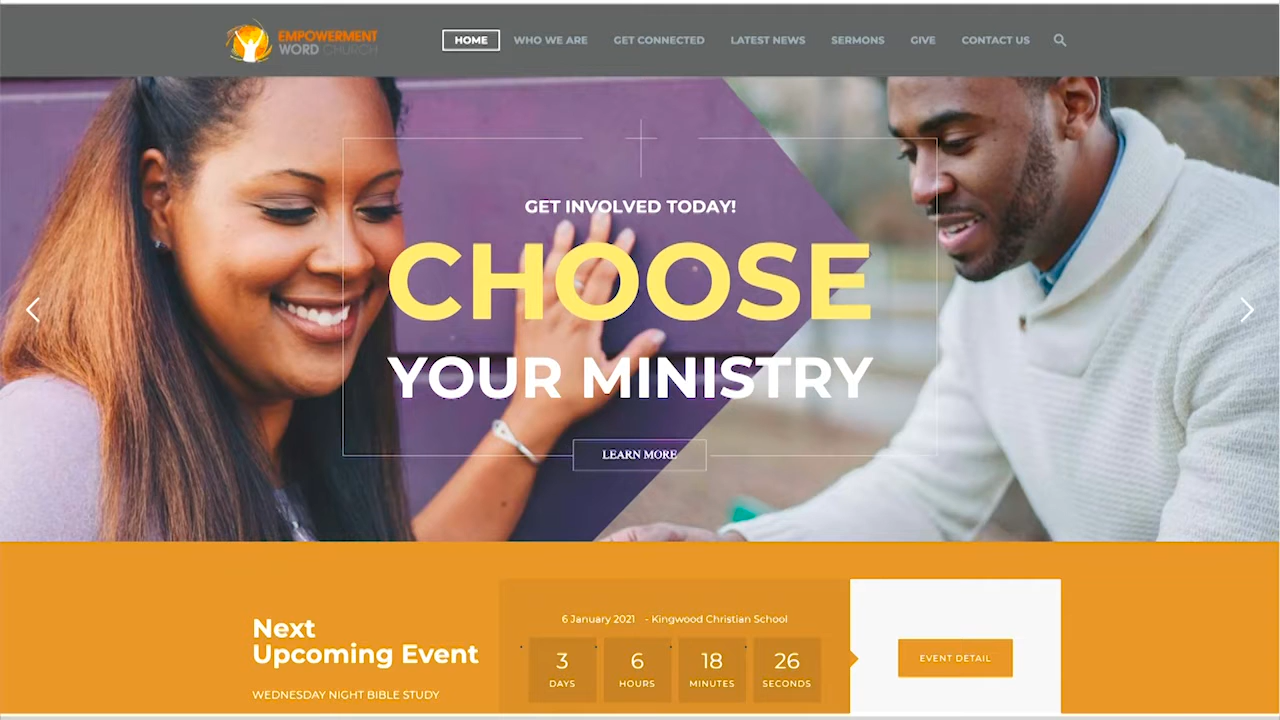 EMPOWERMENT
WORD CHURCH
HOME WHO WE ARE GET CONNECTED LATEST NEWS SERMONS GIVE CONTACT US
GET INVOLVED TODAY!
CHOOSE
YOUR MINISTRY
LEARN MORE
Next
Upcoming Event
WEDNESDAY NIGHT BIBLE STUDY
6 January 2021 - Kingwood Christian School
3 6 18 26
DAYS HOURS MINUTES SECONDS
EVENT DETAIL